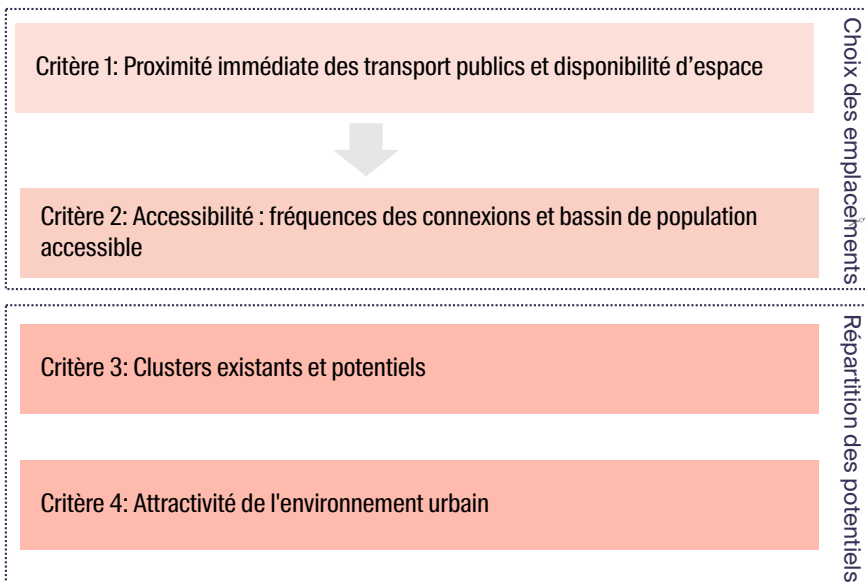 Critère 1: Proximité immédiate des transport publics et disponibilité d’espace
Critère 2: Accessibilité : fréquences des connexions et bassin de population
accessible
Choix des emplacements
Critère 3: Clusters existants et potentiels
Critère 4: Attractivité de l'environnement urbain
Répartition des potentiels